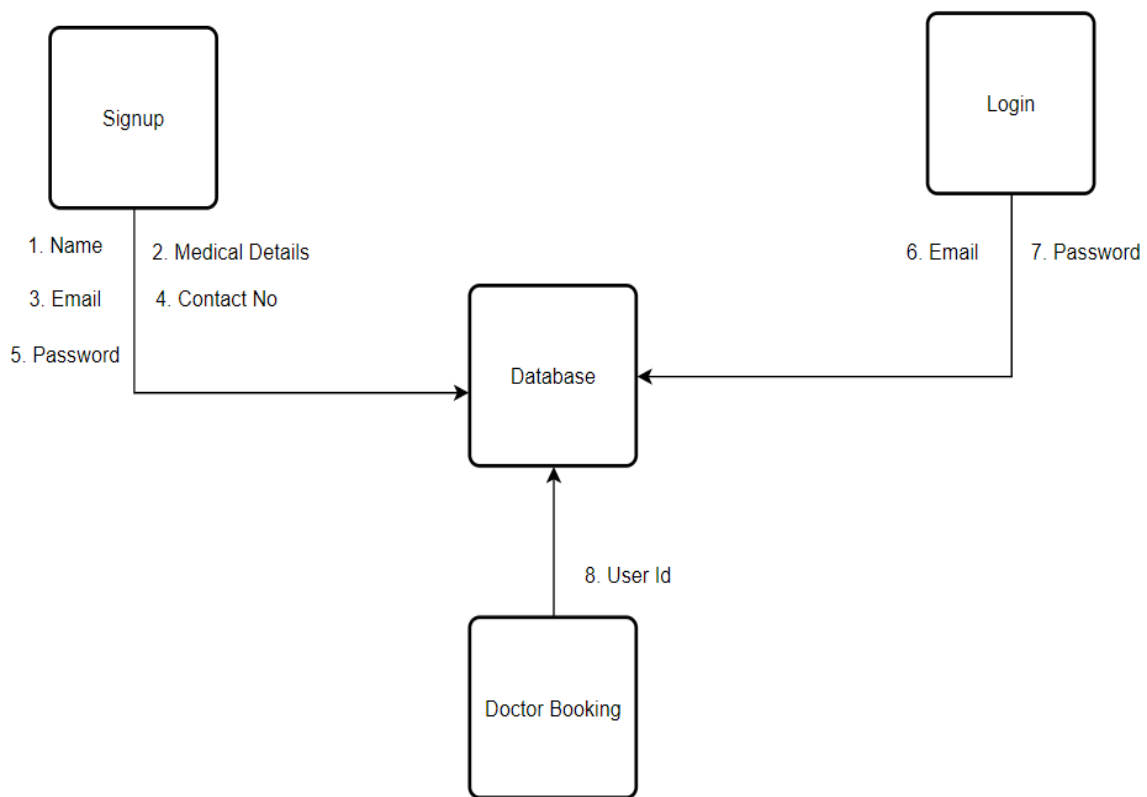 Signup
Login
1. Name
2. Medical Details
3. Email
4. Contact No
5. Password
6. Email
7. Password
Database
8. User Id
Doctor Booking